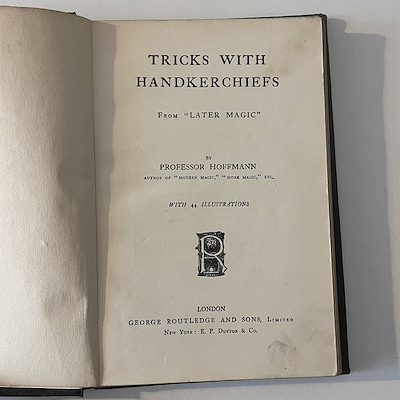 TRICKS WITH
HANDKERCHIEFS
FROM "LATER MAGIC"
BY
PROFESSOR HOFFMANN
AUTHOR OF "MODERN MAGIC," "MORE MAGIC," ETC.
WITH 44 ILLUSTRATIONS
R
LONDON
GEORGE ROUTLEDGE AND SONS, LIMITED
NEW YORK: E. P. DUTTON & CO.